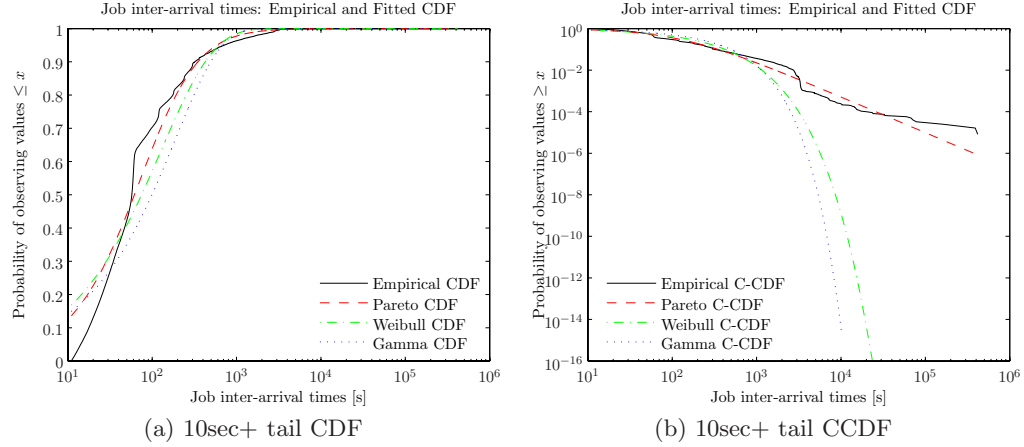 Job inter-arrival times: Empirical and Fitted CDF
Probability of observing values ≤ x
1
0.9
0.8
0.7
0.6
0.5
0.4
0.3
0.2
0.1
0
Empirical CDF
Pareto CDF
Weibull CDF
Gamma CDF
10^1 10^2 10^3 10^4 10^5 10^6
Job inter-arrival times [s]
(a) 10sec+ tail CDF
Job inter-arrival times: Empirical and Fitted CDF
Probability of observing values ≥ x
10^0
10^-2
10^-4
10^-6
10^-8
10^-10
10^-12
10^-14
10^-16
Empirical C-CDF
Pareto C-CDF
Weibull C-CDF
Gamma C-CDF
10^1 10^2 10^3 10^4 10^5 10^6
Job inter-arrival times [s]
(b) 10sec+ tail CCDF